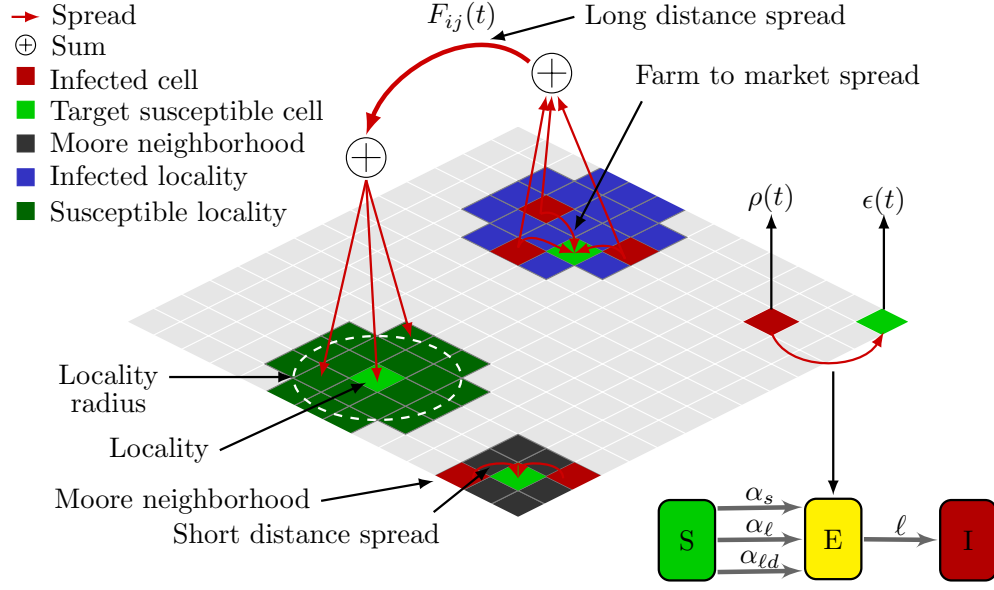 Spread
Sum
Infected cell
Target susceptible cell
Moore neighborhood
Infected locality
Susceptible locality
F_{ij}(t)
Long distance spread
Farm to market spread
ρ(t)
ϵ(t)
Locality
radius
Locality
Moore neighborhood
Short distance spread
S
α_s
α_ℓ
α_{ℓd}
E
ℓ
I